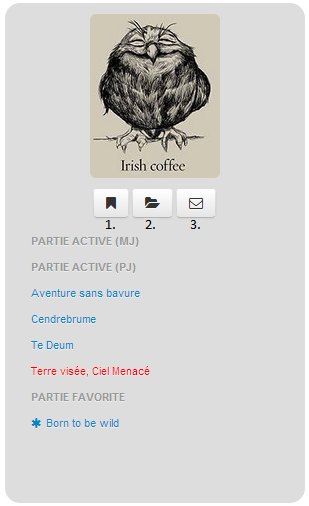 Irish coffee
1. 2. 3.
PARTIE ACTIVE (MJ)
PARTIE ACTIVE (PJ)
Aventure sans bavure
Cendrebrume
Te Deum
Terre visée, Ciel Menacé
PARTIE FAVORITE
✱ Born to be wild